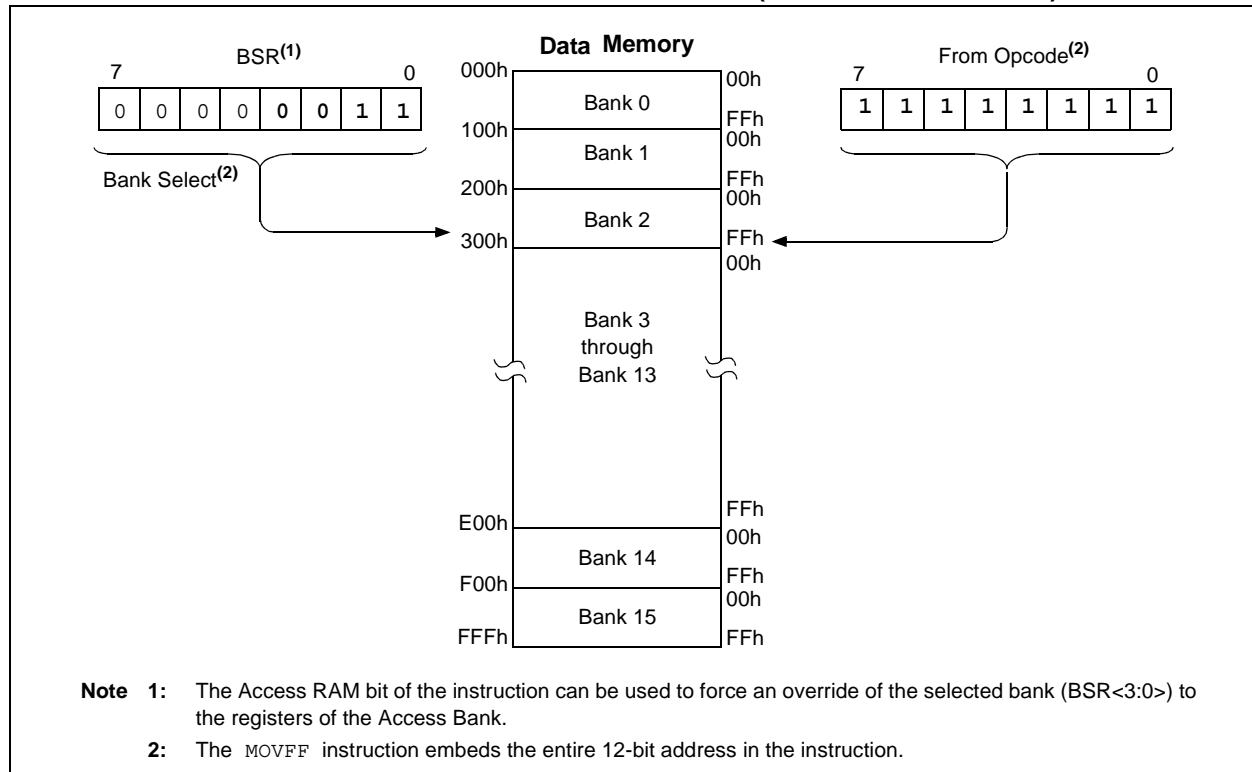 Data Memory
BSR(1)
7 0
0 0 0 0 0 0 1 1
Bank Select(2)
From Opcode(2)
7 0
1 1 1 1 1 1 1 1
000h
100h
200h
300h
E00h
F00h
FFFh
Bank 0
Bank 1
Bank 2
Bank 3
through
Bank 13
Bank 14
Bank 15
00h
FFh
00h
FFh
00h
FFh
00h
FFh
00h
FFh
00h
FFh
Note 1: The Access RAM bit of the instruction can be used to force an override of the selected bank (BSR<3:0>) to
the registers of the Access Bank.
2: The MOVFF instruction embeds the entire 12-bit address in the instruction.